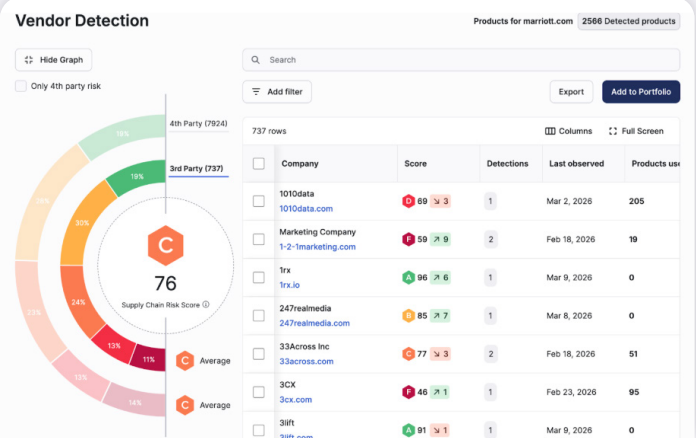 Vendor Detection
Products for marriott.com 2566 Detected products
Hide Graph
Search
Only 4th party risk
Add filter
Export
Add to Portfolio
4th Party (7924)
3rd Party (737)
19%
30%
24%
13%
11%
13%
14%
C
76
Supply Chain Risk Score
C Average
C Average
737 rows
Columns
Full Screen
Company Score Detections Last observed Products use
1010data
1010data.com
D 69 ↘ 3 1 Mar 2, 2026 205
Marketing Company
1-2-1marketing.com
F 59 ↗ 9 2 Feb 18, 2026 19
1rx
1rx.io
A 96 ↗ 6 1 Mar 9, 2026 0
247realmedia
247realmedia.com
B 85 ↗ 7 1 Mar 8, 2026 0
33Across Inc
33across.com
C 77 ↘ 3 2 Feb 18, 2026 51
3CX
3cx.com
F 46 ↗ 1 1 Feb 23, 2026 95
3lift
3lift.com
A 91 ↘ 1 1 Mar 9, 2026 0